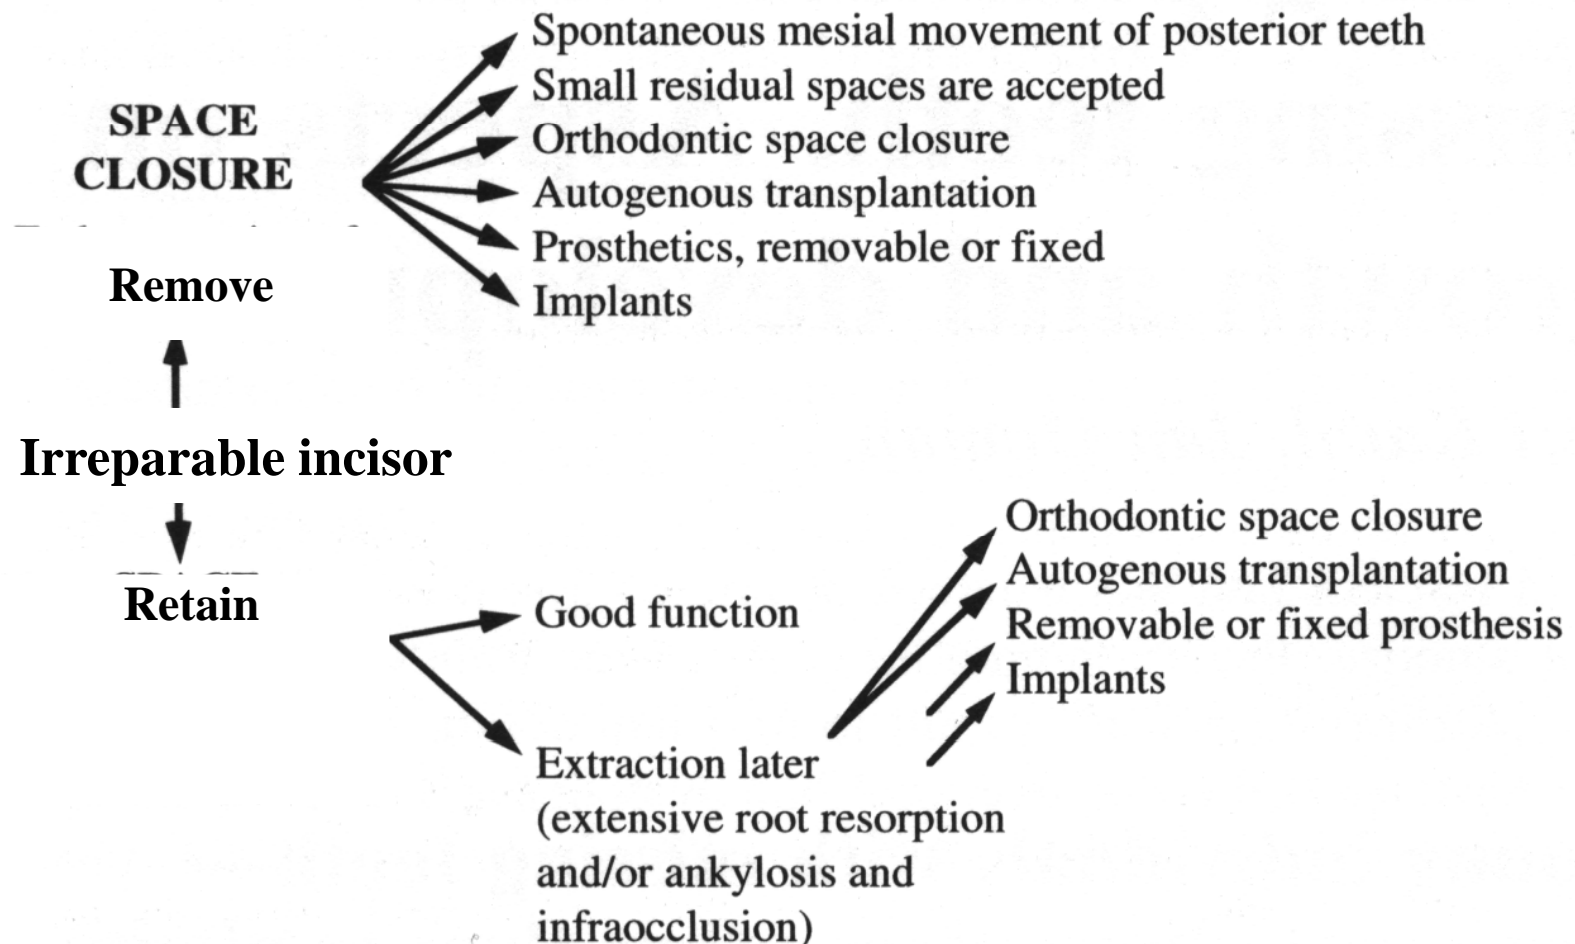 SPACE
CLOSURE
Spontaneous mesial movement of posterior teeth
Small residual spaces are accepted
Orthodontic space closure
Autogenous transplantation
Prosthetics, removable or fixed
Implants
Remove
Irreparable incisor
Retain
Good function
Extraction later
(extensive root resorption
and/or ankylosis and
infraocclusion)
Orthodontic space closure
Autogenous transplantation
Removable or fixed prosthesis
Implants